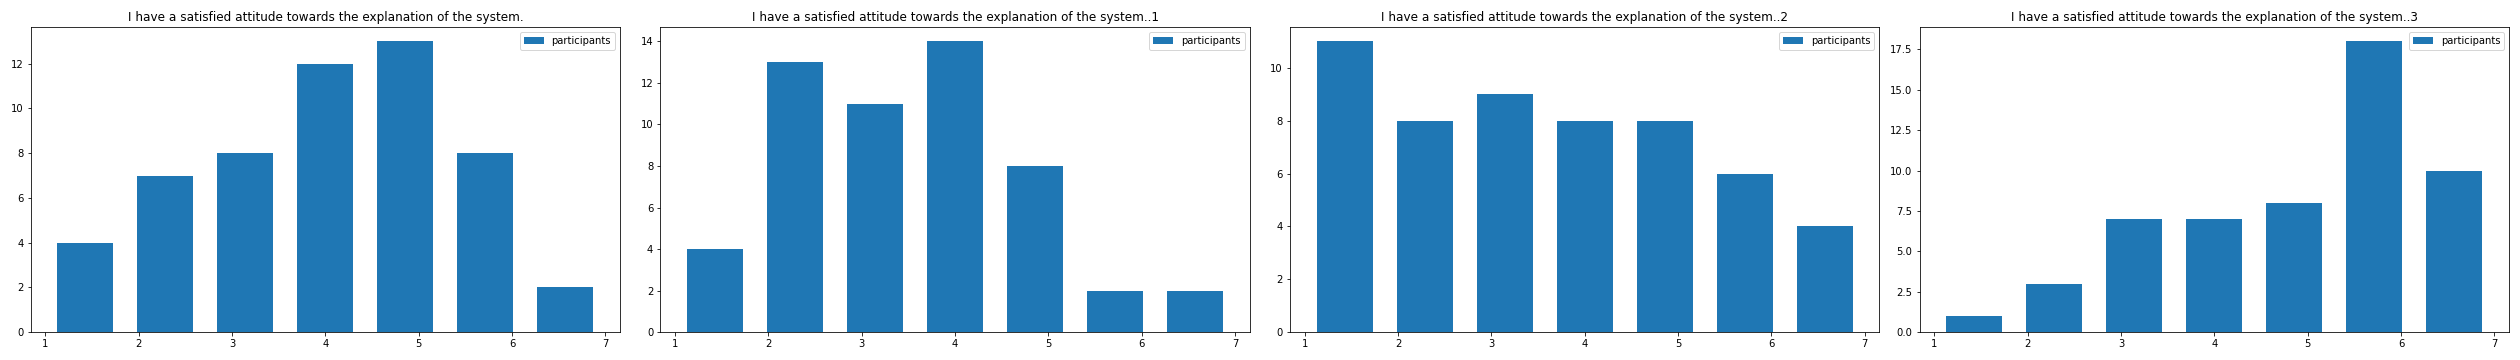 I have a satisfied attitude towards the explanation of the system.
participants
12
10
8
6
4
2
0
1 2 3 4 5 6 7
I have a satisfied attitude towards the explanation of the system..1
participants
14
12
10
8
6
4
2
0
1 2 3 4 5 6 7
I have a satisfied attitude towards the explanation of the system..2
participants
10
8
6
4
2
0
1 2 3 4 5 6 7
I have a satisfied attitude towards the explanation of the system..3
participants
17.5
15.0
12.5
10.0
7.5
5.0
2.5
0.0
1 2 3 4 5 6 7